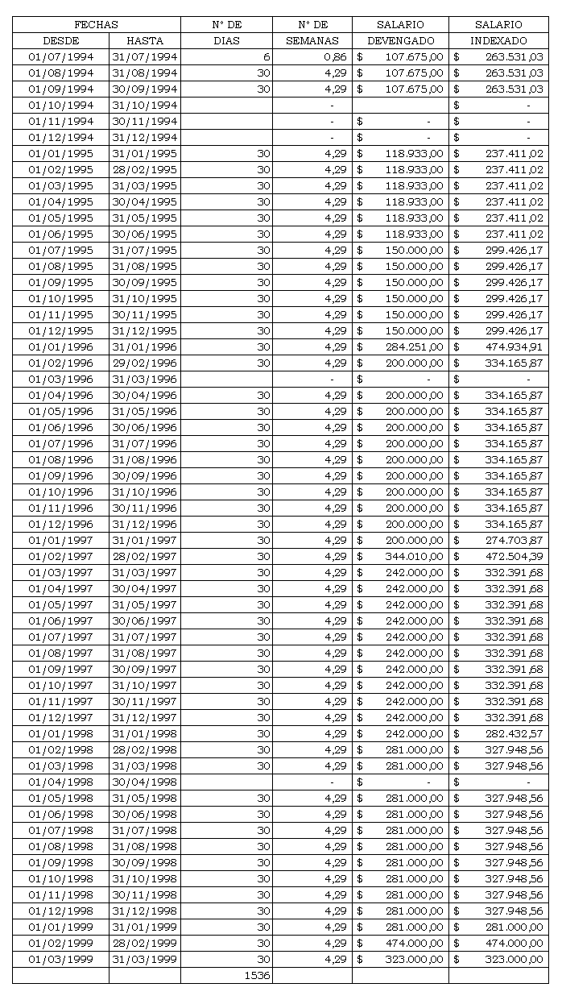 FECHAS N° DE N° DE SALARIO SALARIO
DESDE HASTA DIAS SEMANAS DEVENGADO INDEXADO
01/07/1994 31/07/1994 6 0,86 $ 107.675,00 $ 263.531,03
01/08/1994 31/08/1994 30 4,29 $ 107.675,00 $ 263.531,03
01/09/1994 30/09/1994 30 4,29 $ 107.675,00 $ 263.531,03
01/10/1994 31/10/1994 - $ -
01/11/1994 30/11/1994 - $ - $ -
01/12/1994 31/12/1994 - $ - $ -
01/01/1995 31/01/1995 30 4,29 $ 118.933,00 $ 237.411,02
01/02/1995 28/02/1995 30 4,29 $ 118.933,00 $ 237.411,02
01/03/1995 31/03/1995 30 4,29 $ 118.933,00 $ 237.411,02
01/04/1995 30/04/1995 30 4,29 $ 118.933,00 $ 237.411,02
01/05/1995 31/05/1995 30 4,29 $ 118.933,00 $ 237.411,02
01/06/1995 30/06/1995 30 4,29 $ 118.933,00 $ 237.411,02
01/07/1995 31/07/1995 30 4,29 $ 150.000,00 $ 299.426,17
01/08/1995 31/08/1995 30 4,29 $ 150.000,00 $ 299.426,17
01/09/1995 30/09/1995 30 4,29 $ 150.000,00 $ 299.426,17
01/10/1995 31/10/1995 30 4,29 $ 150.000,00 $ 299.426,17
01/11/1995 30/11/1995 30 4,29 $ 150.000,00 $ 299.426,17
01/12/1995 31/12/1995 30 4,29 $ 150.000,00 $ 299.426,17
01/01/1996 31/01/1996 30 4,29 $ 284.251,00 $ 474.934,91
01/02/1996 29/02/1996 30 4,29 $ 200.000,00 $ 334.165,87
01/03/1996 31/03/1996 - $ - $ -
01/04/1996 30/04/1996 30 4,29 $ 200.000,00 $ 334.165,87
01/05/1996 31/05/1996 30 4,29 $ 200.000,00 $ 334.165,87
01/06/1996 30/06/1996 30 4,29 $ 200.000,00 $ 334.165,87
01/07/1996 31/07/1996 30 4,29 $ 200.000,00 $ 334.165,87
01/08/1996 31/08/1996 30 4,29 $ 200.000,00 $ 334.165,87
01/09/1996 30/09/1996 30 4,29 $ 200.000,00 $ 334.165,87
01/10/1996 31/10/1996 30 4,29 $ 200.000,00 $ 334.165,87
01/11/1996 30/11/1996 30 4,29 $ 200.000,00 $ 334.165,87
01/12/1996 31/12/1996 30 4,29 $ 200.000,00 $ 334.165,87
01/01/1997 31/01/1997 30 4,29 $ 200.000,00 $ 274.703,87
01/02/1997 28/02/1997 30 4,29 $ 344.010,00 $ 472.504,39
01/03/1997 31/03/1997 30 4,29 $ 242.000,00 $ 332.391,68
01/04/1997 30/04/1997 30 4,29 $ 242.000,00 $ 332.391,68
01/05/1997 31/05/1997 30 4,29 $ 242.000,00 $ 332.391,68
01/06/1997 30/06/1997 30 4,29 $ 242.000,00 $ 332.391,68
01/07/1997 31/07/1997 30 4,29 $ 242.000,00 $ 332.391,68
01/08/1997 31/08/1997 30 4,29 $ 242.000,00 $ 332.391,68
01/09/1997 30/09/1997 30 4,29 $ 242.000,00 $ 332.391,68
01/10/1997 31/10/1997 30 4,29 $ 242.000,00 $ 332.391,68
01/11/1997 30/11/1997 30 4,29 $ 242.000,00 $ 332.391,68
01/12/1997 31/12/1997 30 4,29 $ 242.000,00 $ 332.391,68
01/01/1998 31/01/1998 30 4,29 $ 242.000,00 $ 282.432,57
01/02/1998 28/02/1998 30 4,29 $ 281.000,00 $ 327.948,56
01/03/1998 31/03/1998 30 4,29 $ 281.000,00 $ 327.948,56
01/04/1998 30/04/1998 - $ - $ -
01/05/1998 31/05/1998 30 4,29 $ 281.000,00 $ 327.948,56
01/06/1998 30/06/1998 30 4,29 $ 281.000,00 $ 327.948,56
01/07/1998 31/07/1998 30 4,29 $ 281.000,00 $ 327.948,56
01/08/1998 31/08/1998 30 4,29 $ 281.000,00 $ 327.948,56
01/09/1998 30/09/1998 30 4,29 $ 281.000,00 $ 327.948,56
01/10/1998 31/10/1998 30 4,29 $ 281.000,00 $ 327.948,56
01/11/1998 30/11/1998 30 4,29 $ 281.000,00 $ 327.948,56
01/12/1998 31/12/1998 30 4,29 $ 281.000,00 $ 327.948,56
01/01/1999 31/01/1999 30 4,29 $ 281.000,00 $ 281.000,00
01/02/1999 28/02/1999 30 4,29 $ 474.000,00 $ 474.000,00
01/03/1999 31/03/1999 30 4,29 $ 323.000,00 $ 323.000,00
1536